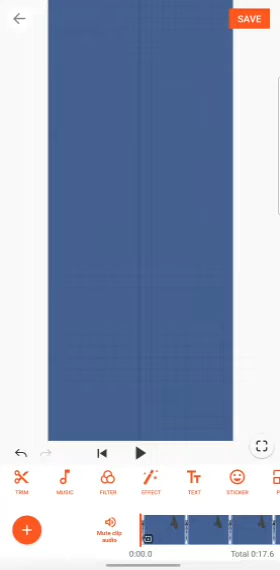 SAVE
TRIM
MUSIC
FILTER
EFFECT
TEXT
STICKER
Mute clip
audio
0:00.0
Total 0:17.6